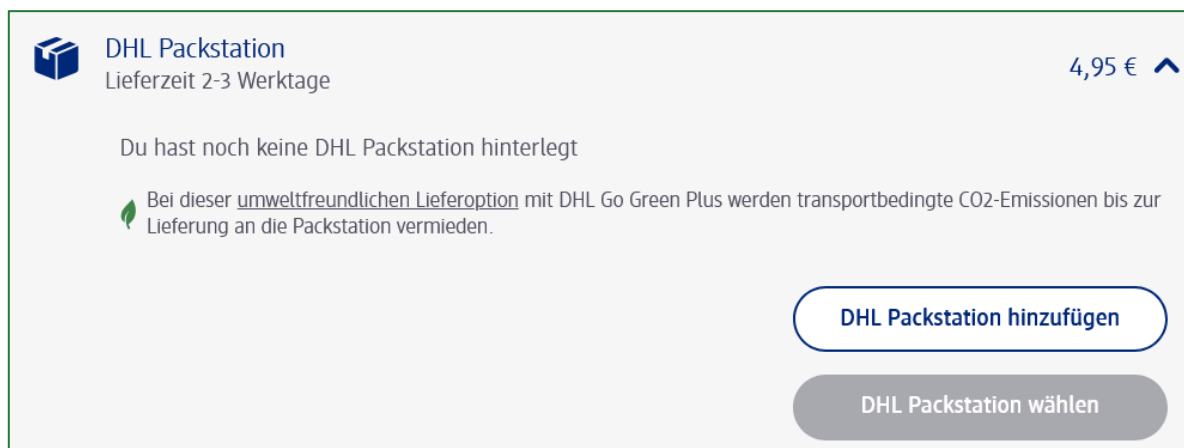 DHL Packstation
Lieferzeit 2-3 Werktage
4,95 €
Du hast noch keine DHL Packstation hinterlegt
Bei dieser umweltfreundlichen Lieferoption mit DHL Go Green Plus werden transportbedingte CO2-Emissionen bis zur
Lieferung an die Packstation vermieden.
DHL Packstation hinzufügen
DHL Packstation wählen